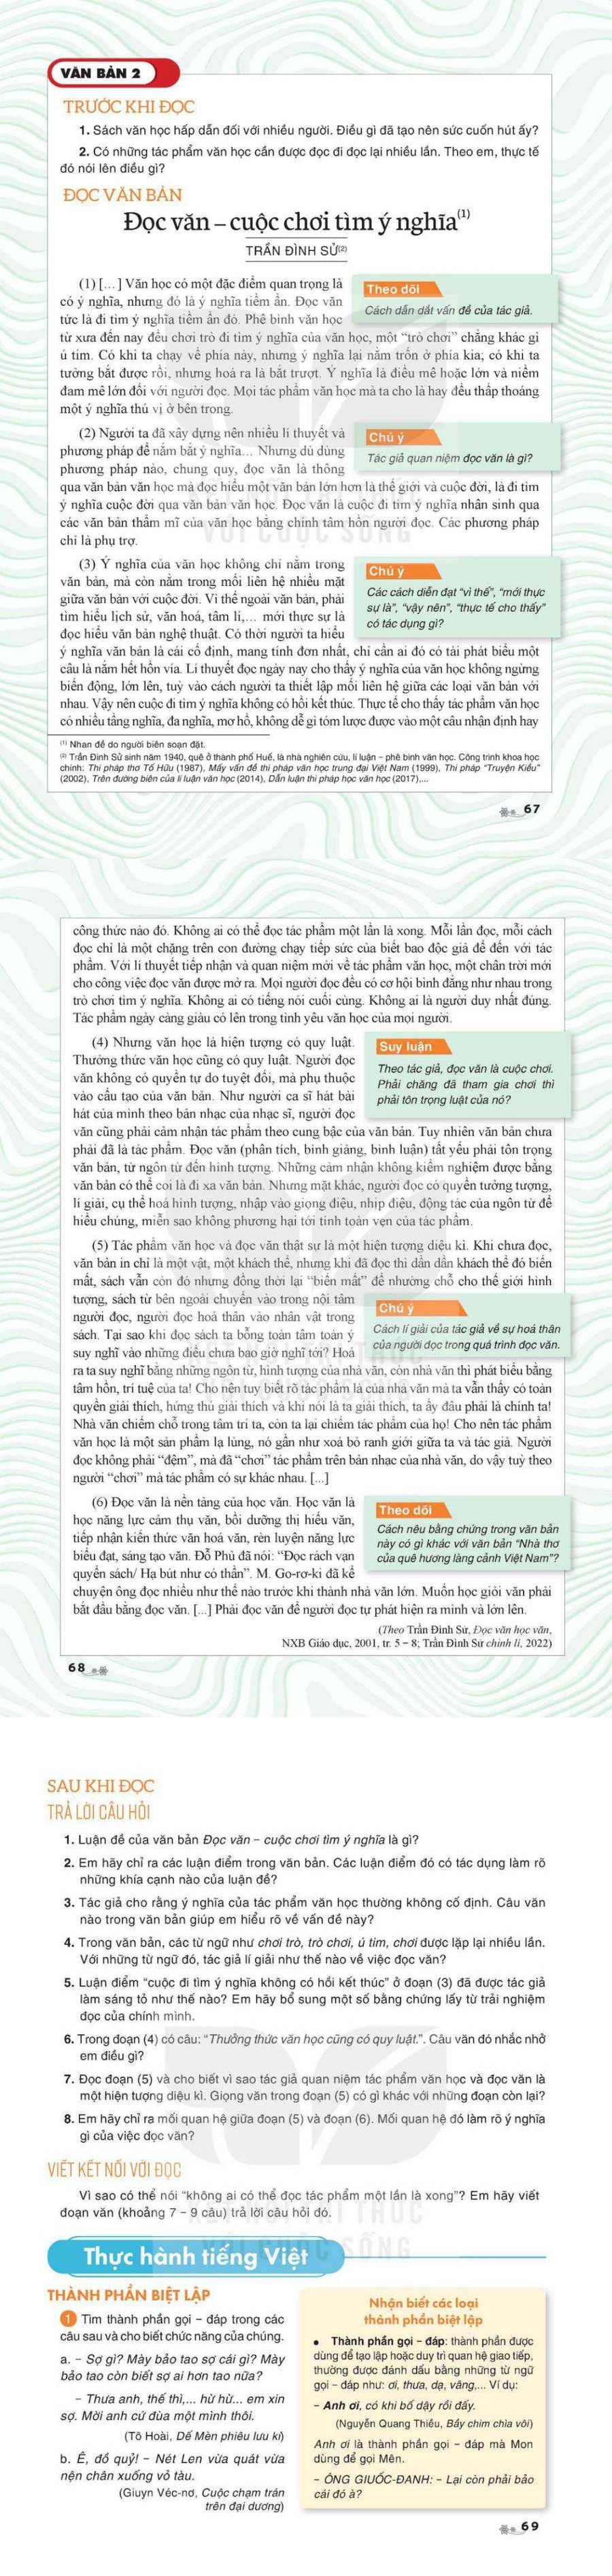 VĂN BẢN 2
TRƯỚC KHI ĐỌC
1. Sách văn học hấp dẫn đối với nhiều người. Điều gì đã tạo nên sức cuốn hút ấy?
2. Có những tác phẩm văn học cần được đọc đi đọc lại nhiều lần. Theo em, thực tế
đó nói lên điều gì?
ĐỌC VĂN BẢN
Đọc văn – cuộc chơi tìm ý nghĩa(1)
TRẦN ĐÌNH SỬ(2)
(1) [...] Văn học có một đặc điểm quan trọng là
có ý nghĩa, nhưng đó là ý nghĩa tiềm ẩn. Đọc văn
tức là đi tìm ý nghĩa tiềm ẩn đó. Phê bình văn học
Theo dõi
Cách dẫn dắt vấn đề của tác giả.
từ xưa đến nay đều chơi trò đi tìm ý nghĩa của văn học, một “trò chơi” chẳng khác gì
ú tim. Có khi ta chạy về phía này, nhưng ý nghĩa lại nằm trốn ở phía kia; có khi ta
tưởng bắt được rồi, nhưng hoá ra là bắt trượt. Ý nghĩa là điều mê hoặc lớn và niềm
đam mê lớn đối với người đọc. Mọi tác phẩm văn học mà ta cho là hay đều thấp thoáng
một ý nghĩa thú vị ở bên trong.
(2) Người ta đã xây dựng nên nhiều lí thuyết và
phương pháp để nắm bắt ý nghĩa... Nhưng dù dùng
phương pháp nào, chung quy, đọc văn là thông
Chú ý
Tác giả quan niệm đọc văn là gì?
qua văn bản văn học mà đọc hiểu một văn bản lớn hơn là thế giới và cuộc đời, là đi tìm
ý nghĩa cuộc đời qua văn bản văn học. Đọc văn là cuộc đi tìm ý nghĩa nhân sinh qua
các văn bản thẩm mĩ của văn học bằng chính tâm hồn người đọc. Các phương pháp
chỉ là phụ trợ.
(3) Ý nghĩa của văn học không chỉ nằm trong
văn bản, mà còn nằm trong mối liên hệ nhiều mặt
giữa văn bản với cuộc đời. Vì thế ngoài văn bản, phải
tìm hiểu lịch sử, văn hoá, tâm lí,... mới thực sự là
đọc hiểu văn bản nghệ thuật. Có thời người ta hiểu
Chú ý
Các cách diễn đạt “vì thế”, “mới thực
sự là”, “vậy nên”, “thực tế cho thấy”
có tác dụng gì?
ý nghĩa văn bản là cái cố định, mang tính đơn nhất, chỉ cần ai đó có tài phát biểu một
câu là nắm hết hồn vía. Lí thuyết đọc ngày nay cho thấy ý nghĩa của văn học không ngừng
biến động, lớn lên, tuỳ vào cách người ta thiết lập mối liên hệ giữa các loại văn bản với
nhau. Vậy nên cuộc đi tìm ý nghĩa không có hồi kết thúc. Thực tế cho thấy tác phẩm văn học
có nhiều tầng nghĩa, đa nghĩa, mơ hồ, không dễ gì tóm lược được vào một câu nhận định hay
(1) Nhan đề do người biên soạn đặt.
(2) Trần Đình Sử sinh năm 1940, quê ở thành phố Huế, là nhà nghiên cứu, lí luận – phê bình văn học. Công trình khoa học
chính: Thi pháp thơ Tố Hữu (1987), Mấy vấn đề thi pháp văn học trung đại Việt Nam (1999), Thi pháp “Truyện Kiều”
(2002), Trên đường biên của lí luận văn học (2014), Dẫn luận thi pháp học văn học (2017),...
67
công thức nào đó. Không ai có thể đọc tác phẩm một lần là xong. Mỗi lần đọc, mỗi cách
đọc chỉ là một chặng trên con đường chạy tiếp sức của biết bao độc giả để đến với tác
phẩm. Với lí thuyết tiếp nhận và quan niệm mới về tác phẩm văn học, một chân trời mới
cho công việc đọc văn được mở ra. Mọi người đọc đều có cơ hội bình đẳng như nhau trong
trò chơi tìm ý nghĩa. Không ai có tiếng nói cuối cùng. Không ai là người duy nhất đúng.
Tác phẩm ngày càng giàu có lên trong tình yêu văn học của mọi người.
(4) Nhưng văn học là hiện tượng có quy luật.
Thưởng thức văn học cũng có quy luật. Người đọc
văn không có quyền tự do tuyệt đối, mà phụ thuộc
vào cấu tạo của văn bản. Như người ca sĩ hát bài
hát của mình theo bản nhạc của nhạc sĩ, người đọc
Suy luận
Theo tác giả, đọc văn là cuộc chơi.
Phải chăng đã tham gia chơi thì
phải tôn trọng luật của nó?
văn cũng phải cảm nhận tác phẩm theo cung bậc của văn bản. Tuy nhiên văn bản chưa
phải đã là tác phẩm. Đọc văn (phân tích, bình giảng, bình luận) tất yếu phải tôn trọng
văn bản, từ ngôn từ đến hình tượng. Những cảm nhận không kiểm nghiệm được bằng
văn bản có thể coi là đi xa văn bản. Nhưng mặt khác, người đọc có quyền tưởng tượng,
lí giải, cụ thể hoá hình tượng, nhập vào giọng điệu, nhịp điệu, động tác của ngôn từ để
hiểu chúng, miễn sao không phương hại tới tính toàn vẹn của tác phẩm.
(5) Tác phẩm văn học và đọc văn thật sự là một hiện tượng diệu kì. Khi chưa đọc,
văn bản in chỉ là một vật, một khách thể, nhưng khi đã đọc thì dần dần khách thể đó biến
mất, sách vẫn còn đó nhưng đồng thời lại “biến mất” để nhường chỗ cho thế giới hình
tượng, sách từ bên ngoài chuyển vào trong nội tâm
người đọc, người đọc hoá thân vào nhân vật trong
sách. Tại sao khi đọc sách ta bỗng toàn tâm toàn ý
suy nghĩ vào những điều chưa bao giờ nghĩ tới? Hoá
Chú ý
Cách lí giải của tác giả về sự hoá thân
của người đọc trong quá trình đọc văn.
ra ta suy nghĩ bằng những ngôn từ, hình tượng của nhà văn, còn nhà văn thì phát biểu bằng
tâm hồn, trí tuệ của ta! Cho nên tuy biết rõ tác phẩm là của nhà văn mà ta vẫn thấy có toàn
quyền giải thích, hứng thú giải thích và khi nói là ta giải thích, ta ấy đâu phải là chính ta!
Nhà văn chiếm chỗ trong tâm trí ta, còn ta lại chiếm tác phẩm của họ! Cho nên tác phẩm
văn học là một sản phẩm lạ lùng, nó gần như xoá bỏ ranh giới giữa ta và tác giả. Người
đọc không phải “đệm”, mà đã “chơi” tác phẩm trên bản nhạc của nhà văn, do vậy tuỳ theo
người “chơi” mà tác phẩm có sự khác nhau. [...]
(6) Đọc văn là nền tảng của học văn. Học văn là
học năng lực cảm thụ văn, bồi dưỡng thị hiếu văn,
tiếp nhận kiến thức văn hoá văn, rèn luyện năng lực
biểu đạt, sáng tạo văn. Đỗ Phủ đã nói: “Đọc rách vạn
quyển sách/ Hạ bút như có thần”. M. Go-rơ-ki đã kể
Theo dõi
Cách nêu bằng chứng trong văn bản
này có gì khác với văn bản “Nhà thơ
của quê hương làng cảnh Việt Nam”?
chuyện ông đọc nhiều như thế nào trước khi thành nhà văn lớn. Muốn học giỏi văn phải
bắt đầu bằng đọc văn. [...] Phải đọc văn để người đọc tự phát hiện ra mình và lớn lên.
(Theo Trần Đình Sử, Đọc văn học văn,
NXB Giáo dục, 2001, tr. 5 – 8; Trần Đình Sử chỉnh lí, 2022)
68
SAU KHI ĐỌC
TRẢ LỜI CÂU HỎI
1. Luận đề của văn bản Đọc văn – cuộc chơi tìm ý nghĩa là gì?
2. Em hãy chỉ ra các luận điểm trong văn bản. Các luận điểm đó có tác dụng làm rõ
những khía cạnh nào của luận đề?
3. Tác giả cho rằng ý nghĩa của tác phẩm văn học thường không cố định. Câu văn
nào trong văn bản giúp em hiểu rõ về vấn đề này?
4. Trong văn bản, các từ ngữ như chơi trò, trò chơi, ú tim, chơi được lặp lại nhiều lần.
Với những từ ngữ đó, tác giả lí giải như thế nào về việc đọc văn?
5. Luận điểm “cuộc đi tìm ý nghĩa không có hồi kết thúc” ở đoạn (3) đã được tác giả
làm sáng tỏ như thế nào? Em hãy bổ sung một số bằng chứng lấy từ trải nghiệm
đọc của chính mình.
6. Trong đoạn (4) có câu: “Thưởng thức văn học cũng có quy luật.”. Câu văn đó nhắc nhở
em điều gì?
7. Đọc đoạn (5) và cho biết vì sao tác giả quan niệm tác phẩm văn học và đọc văn là
một hiện tượng diệu kì. Giọng văn trong đoạn (5) có gì khác với những đoạn còn lại?
8. Em hãy chỉ ra mối quan hệ giữa đoạn (5) và đoạn (6). Mối quan hệ đó làm rõ ý nghĩa
gì của việc đọc văn?
VIẾT KẾT NỐI VỚI ĐỌC
Vì sao có thể nói “không ai có thể đọc tác phẩm một lần là xong”? Em hãy viết
đoạn văn (khoảng 7 – 9 câu) trả lời câu hỏi đó.
Thực hành tiếng Việt
THÀNH PHẦN BIỆT LẬP
1 Tìm thành phần gọi – đáp trong các
câu sau và cho biết chức năng của chúng.
a. – Sợ gì? Mày bảo tao sợ cái gì? Mày
bảo tao còn biết sợ ai hơn tao nữa?
– Thưa anh, thế thì,... hừ hừ... em xin
sợ. Mời anh cứ đùa một mình thôi.
(Tô Hoài, Dế Mèn phiêu lưu kí)
b. Ê, đồ quỷ! – Nét Len vừa quát vừa
nện chân xuống vỏ tàu.
(Giuyn Véc-nơ, Cuộc chạm trán
trên đại dương)
Nhận biết các loại
thành phần biệt lập
• Thành phần gọi – đáp: thành phần được
dùng để tạo lập hoặc duy trì quan hệ giao tiếp,
thường được đánh dấu bằng những từ ngữ
gọi – đáp như: ơi, thưa, dạ, vâng,... Ví dụ:
– Anh ơi, có khi bố dậy rồi đấy.
(Nguyễn Quang Thiều, Bầy chim chìa vôi)
Anh ơi là thành phần gọi – đáp mà Mon
dùng để gọi Mên.
– ÔNG GIUỐC-ĐANH: – Lại còn phải bảo
cái đó à?
69
KẾT NỐI TRI THỨC
VỚI CUỘC SỐNG